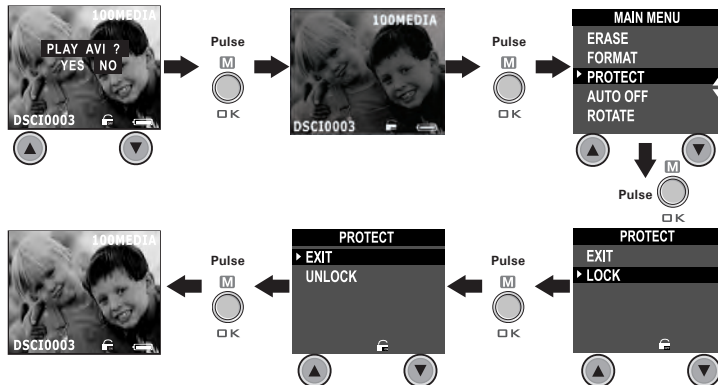 100MEDIA
PLAY AVI ?
YES NO
DSCI0003
Pulse
M
OK
100MEDIA
DSCI0003
Pulse
M
OK
MAIN MENU
ERASE
FORMAT
PROTECT
AUTO OFF
ROTATE
Pulse
M
OK
PROTECT
EXIT
LOCK
Pulse
M
OK
PROTECT
EXIT
UNLOCK
Pulse
M
OK
100MEDIA
DSCI0003